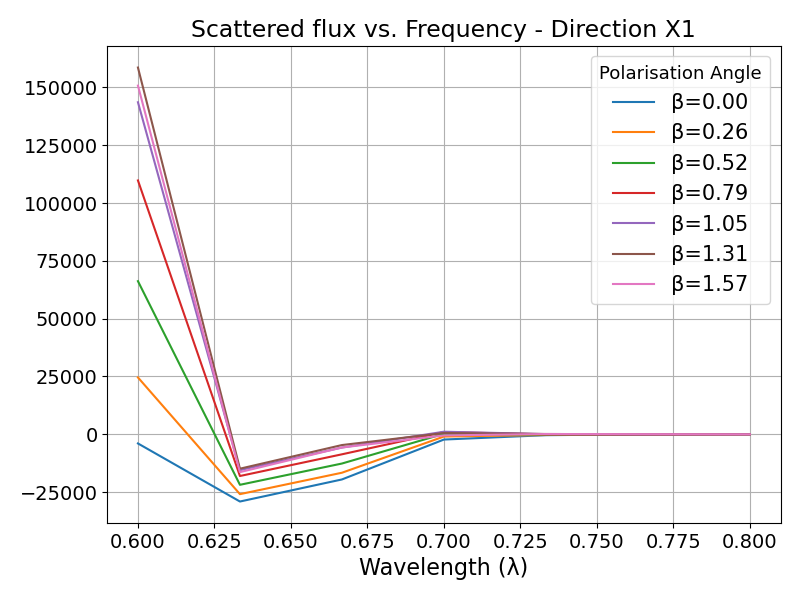 Scattered flux vs. Frequency - Direction X1
150000
125000
100000
75000
50000
25000
0
−25000
Polarisation Angle
β=0.00
β=0.26
β=0.52
β=0.79
β=1.05
β=1.31
β=1.57
0.600 0.625 0.650 0.675 0.700 0.725 0.750 0.775 0.800
Wavelength (λ)